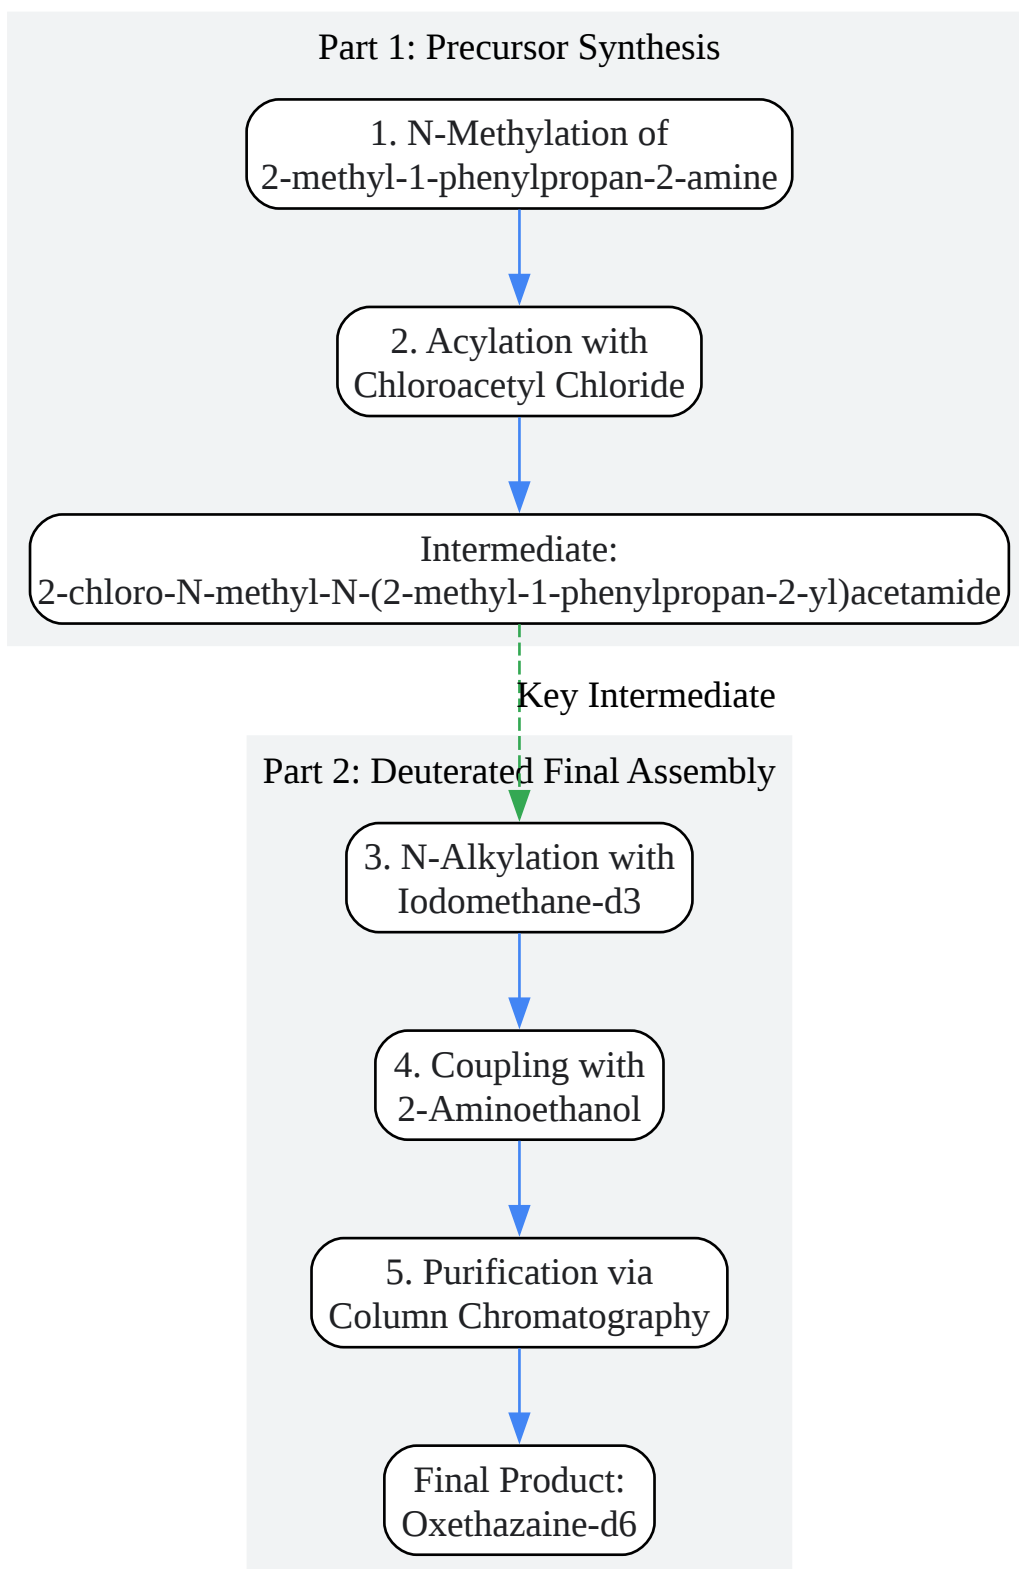 Part 1: Precursor Synthesis
1. N-Methylation of
2-methyl-1-phenylpropan-2-amine
2. Acylation with
Chloroacetyl Chloride
Intermediate:
2-chloro-N-methyl-N-(2-methyl-1-phenylpropan-2-yl)acetamide
Key Intermediate
Part 2: Deuterated Final Assembly
3. N-Alkylation with
Iodomethane-d3
4. Coupling with
2-Aminoethanol
5. Purification via
Column Chromatography
Final Product:
Oxethazaine-d6